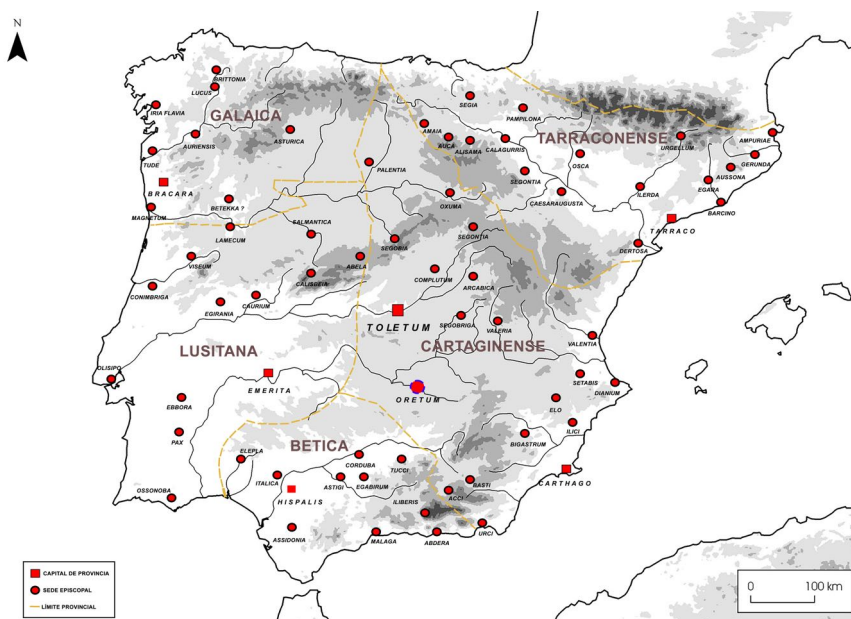 N
BRITTONIA
LUCUS
IRIA FLAVIA
GALAICA
ASTURICA
AURIENSIS
TUDE
BRACARA
MAGNETUM
BETEKKA ?
LAMECUM
SEGIA
PAMPILONA
AMAIA
AUCA
ALISAMA
CALAGURRIS
TARRACONENSE
OSCA
URGELLUM
AMPURIAE
GERUNDA
AUSSONA
EGARA
BARCINO
PALENTIA
SEGONTIA
OXUMA
CAESARAUGUSTA
ILERDA
TARRACO
DERTOSA
SALMANTICA
SEGOBIA
SEGONTIA
VISEUM
ABELA
CALISGEIA
COMPLUTUM
ARCABICA
CONIMBRIGA
EGIRANIA
CAURIUM
TOLETUM
SEGOBRIGA
VALERIA
CARTAGINENSE
VALENTIA
LUSITANA
OLISIPO
EMERITA
ORETUM
SETABIS
DIANIUM
EBBORA
ELO
ILICI
PAX
BETICA
BIGASTRUM
ELEPLA
CORDUBA
TUCCI
ITALICA
ASTIGI
EGABIRUM
BASTI
ACCI
CARTHAGO
OSSONOBA
HISPALIS
ILIBERIS
ASSIDONIA
MALAGA
ABDERA
URCI
CAPITAL DE PROVINCIA
SEDE EPISCOPAL
LÍMITE PROVINCIAL
0 100 km